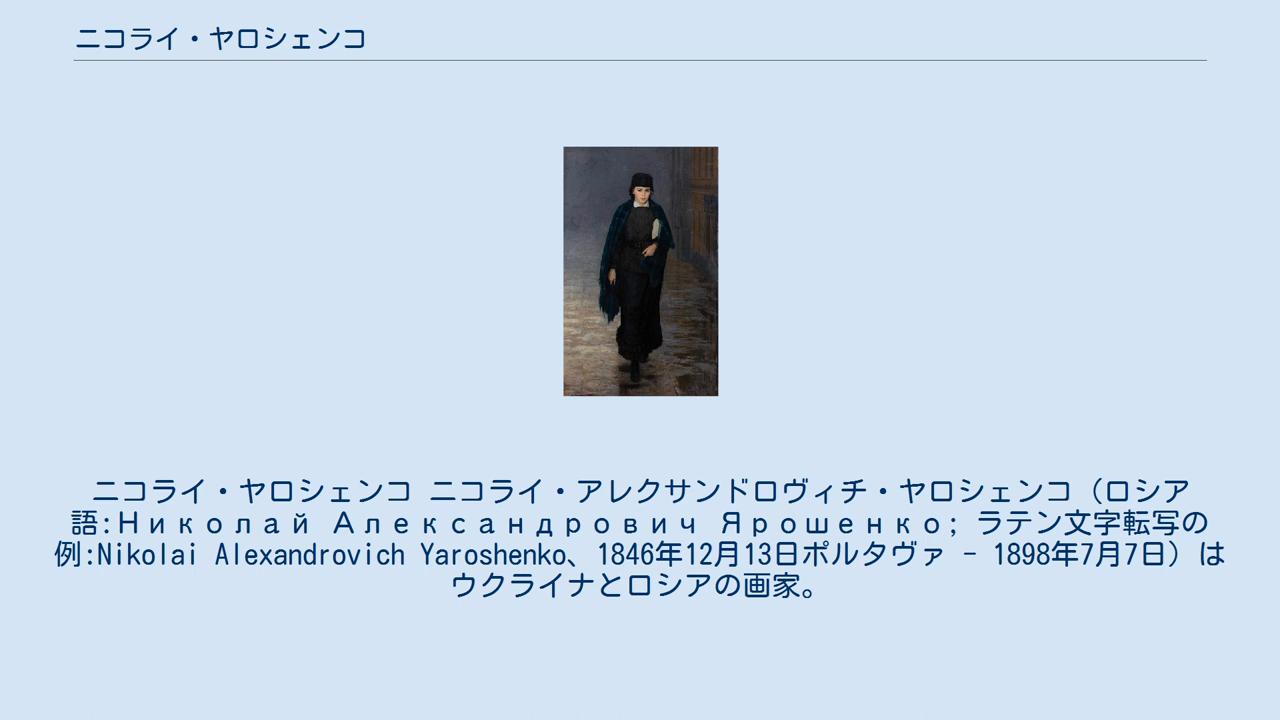 ニコライ・ヤロシェンコ
ニコライ・ヤロシェンコ ニコライ・アレクサンドロヴィチ・ヤロシェンコ（ロシア
語:Николай Александрович Ярошенко; ラテン文字転写の
例:Nikolai Alexandrovich Yaroshenko、1846年12月13日ポルタヴァ – 1898年7月7日）は
ウクライナとロシアの画家。